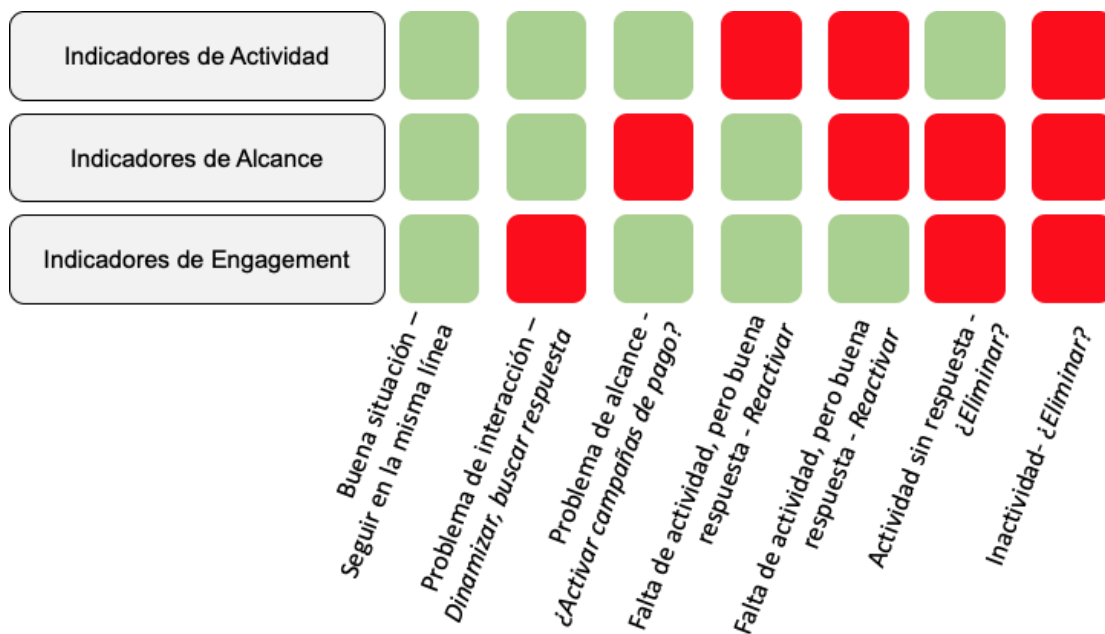 Indicadores de Actividad
Indicadores de Alcance
Indicadores de Engagement
Buena situación –
Seguir en la misma línea
Problema de interacción –
Dinamizar, buscar respuesta
Problema de alcance -
¿Activar campañas de pago?
Falta de actividad, pero buena
respuesta - Reactivar
Falta de actividad, pero buena
respuesta - Reactivar
Actividad sin respuesta -
¿Eliminar?
Inactividad- ¿Eliminar?